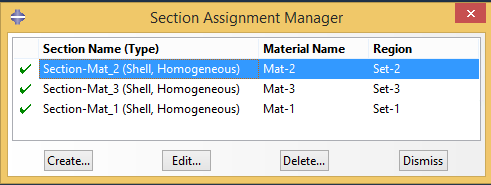 Section Assignment Manager
Section Name (Type) Material Name Region
Section-Mat_2 (Shell, Homogeneous) Mat-2 Set-2
Section-Mat_3 (Shell, Homogeneous) Mat-3 Set-3
Section-Mat_1 (Shell, Homogeneous) Mat-1 Set-1
Create... Edit... Delete... Dismiss